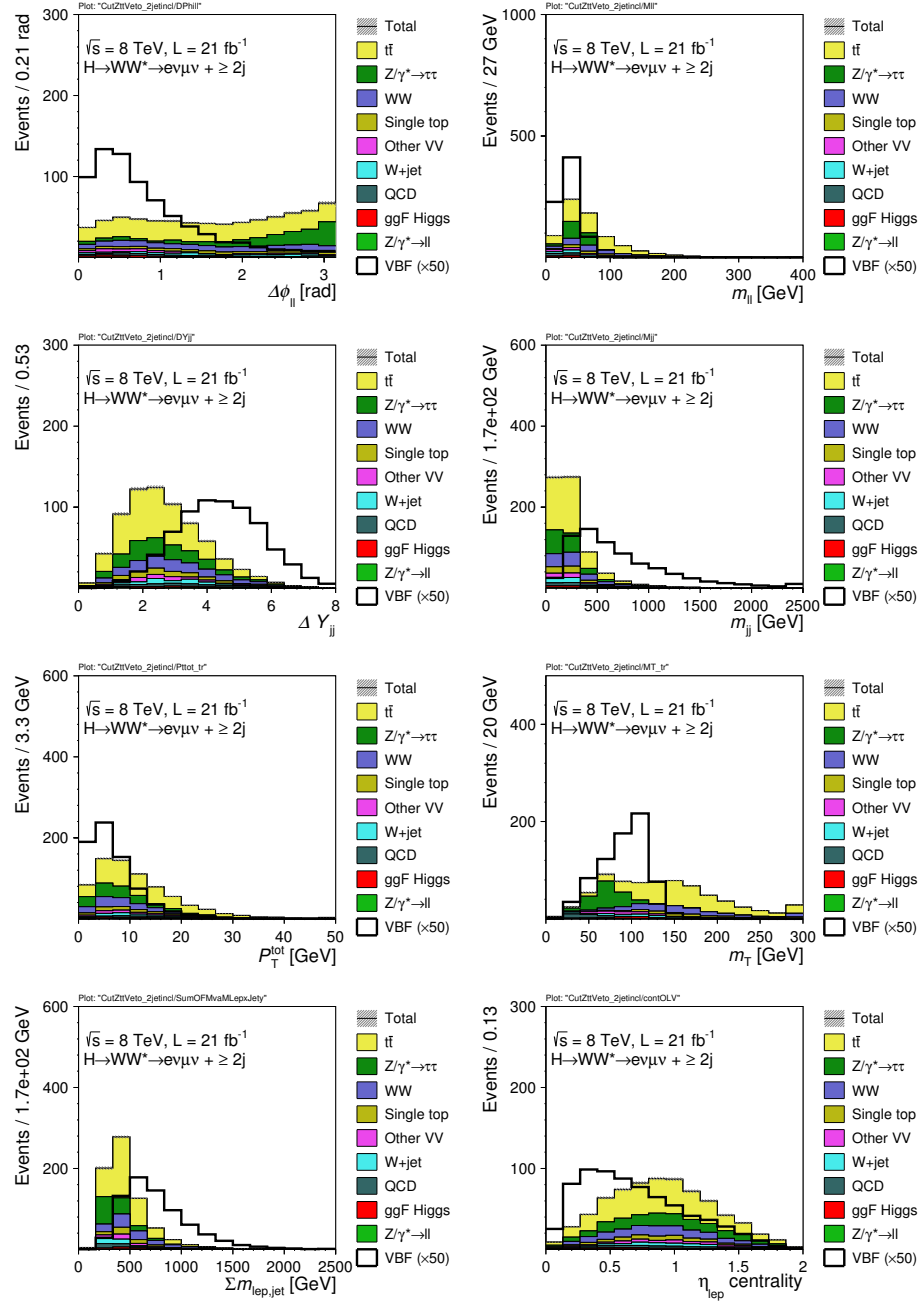 Plot: "CutZttVeto_2jetincl/DPhill"
Events / 0.21 rad
300
200
100
0
0 1 2 3
Δϕ_ll [rad]
√s = 8 TeV, L = 21 fb⁻¹
H→WW*→eνμν + ≥ 2j
Total
tt̄
Z/γ*→ττ
WW
Single top
Other VV
W+jet
QCD
ggF Higgs
Z/γ*→ll
VBF (×50)
Plot: "CutZttVeto_2jetincl/Mll"
Events / 27 GeV
1000
500
0 100 200 300 400
m_ll [GeV]
√s = 8 TeV, L = 21 fb⁻¹
H→WW*→eνμν + ≥ 2j
Total
tt̄
Z/γ*→ττ
WW
Single top
Other VV
W+jet
QCD
ggF Higgs
Z/γ*→ll
VBF (×50)
Plot: "CutZttVeto_2jetincl/DYjj"
Events / 0.53
300
200
100
0
0 2 4 6 8
Δ Y_jj
√s = 8 TeV, L = 21 fb⁻¹
H→WW*→eνμν + ≥ 2j
Total
tt̄
Z/γ*→ττ
WW
Single top
Other VV
W+jet
QCD
ggF Higgs
Z/γ*→ll
VBF (×50)
Plot: "CutZttVeto_2jetincl/Mjj"
Events / 1.7e+02 GeV
600
400
200
0 500 1000 1500 2000 2500
m_jj [GeV]
√s = 8 TeV, L = 21 fb⁻¹
H→WW*→eνμν + ≥ 2j
Total
tt̄
Z/γ*→ττ
WW
Single top
Other VV
W+jet
QCD
ggF Higgs
Z/γ*→ll
VBF (×50)
Plot: "CutZttVeto_2jetincl/Pttot_tr"
Events / 3.3 GeV
600
400
200
0
0 10 20 30 40 50
P_T^tot [GeV]
√s = 8 TeV, L = 21 fb⁻¹
H→WW*→eνμν + ≥ 2j
Total
tt̄
Z/γ*→ττ
WW
Single top
Other VV
W+jet
QCD
ggF Higgs
Z/γ*→ll
VBF (×50)
Plot: "CutZttVeto_2jetincl/MT_tr"
Events / 20 GeV
400
200
0 50 100 150 200 250 300
m_T [GeV]
√s = 8 TeV, L = 21 fb⁻¹
H→WW*→eνμν + ≥ 2j
Total
tt̄
Z/γ*→ττ
WW
Single top
Other VV
W+jet
QCD
ggF Higgs
Z/γ*→ll
VBF (×50)
Plot: "CutZttVeto_2jetincl/SumOFMvaMLepxJety"
Events / 1.7e+02 GeV
600
400
200
0 500 1000 1500 2000 2500
Σm_lep,jet [GeV]
√s = 8 TeV, L = 21 fb⁻¹
H→WW*→eνμν + ≥ 2j
Total
tt̄
Z/γ*→ττ
WW
Single top
Other VV
W+jet
QCD
ggF Higgs
Z/γ*→ll
VBF (×50)
Plot: "CutZttVeto_2jetincl/contOLV"
Events / 0.13
300
200
100
0
0 0.5 1 1.5 2
η_lep centrality
√s = 8 TeV, L = 21 fb⁻¹
H→WW*→eνμν + ≥ 2j
Total
tt̄
Z/γ*→ττ
WW
Single top
Other VV
W+jet
QCD
ggF Higgs
Z/γ*→ll
VBF (×50)